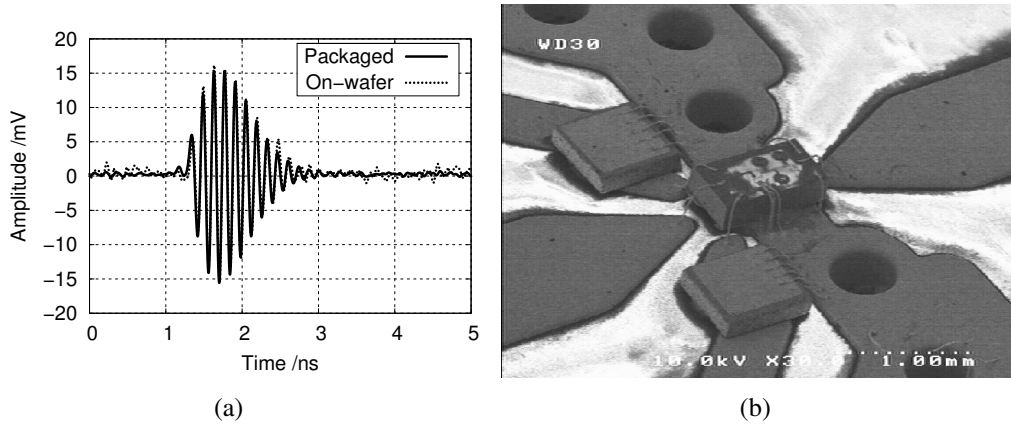 20
15
10
5
0
−5
−10
−15
−20
Amplitude /mV
Packaged
On−wafer
0 1 2 3 4 5
Time /ns
(a)
WD30
10.0kV X30.0 1.00mm
(b)